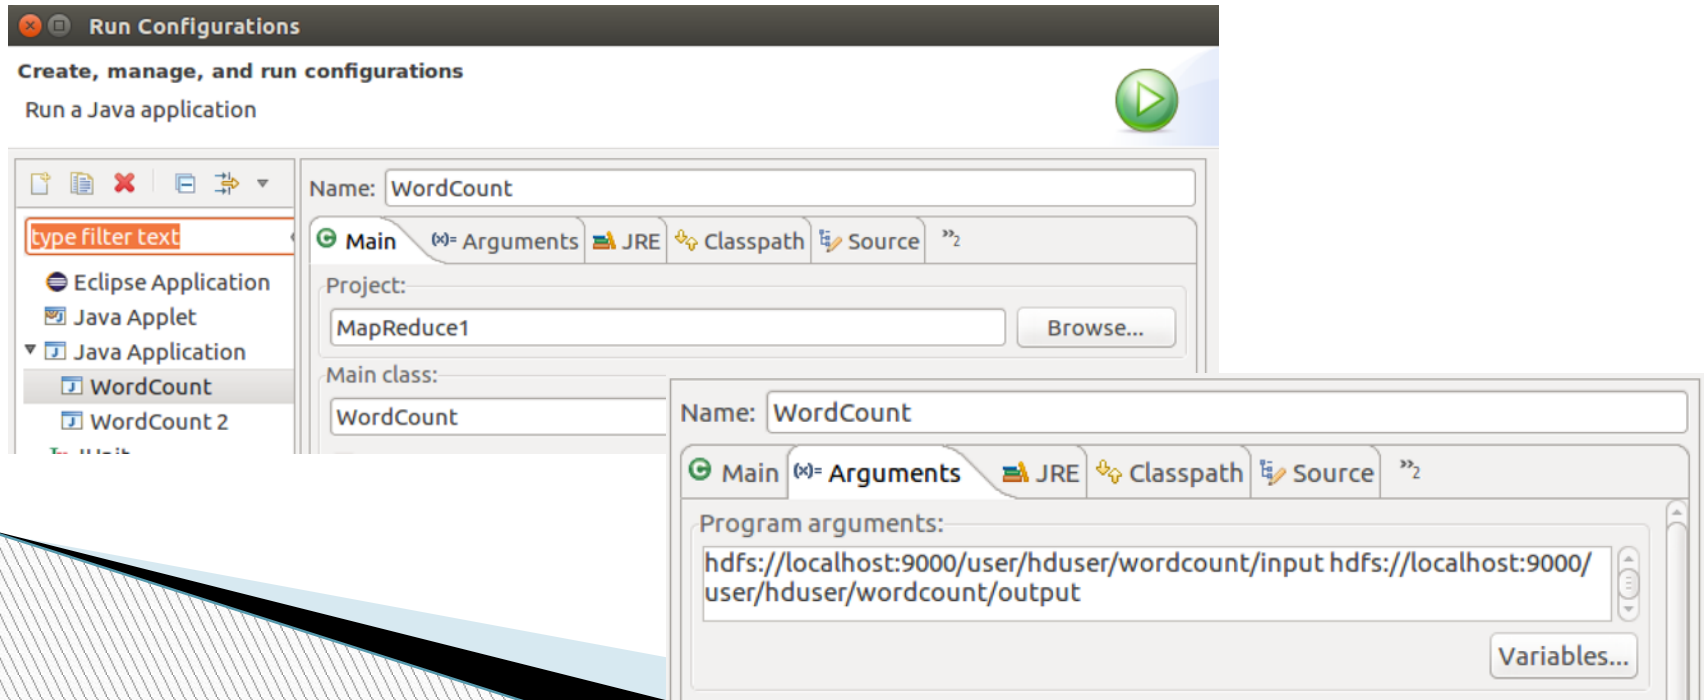 Run Configurations
Create, manage, and run configurations
Run a Java application
type filter text
Eclipse Application
Java Applet
Java Application
WordCount
WordCount 2
Name: WordCount
Main (x)= Arguments JRE Classpath Source »2
Project:
MapReduce1 Browse...
Main class:
WordCount
Name: WordCount
Main (x)= Arguments JRE Classpath Source »2
Program arguments:
hdfs://localhost:9000/user/hduser/wordcount/input hdfs://localhost:9000/
user/hduser/wordcount/output
Variables...